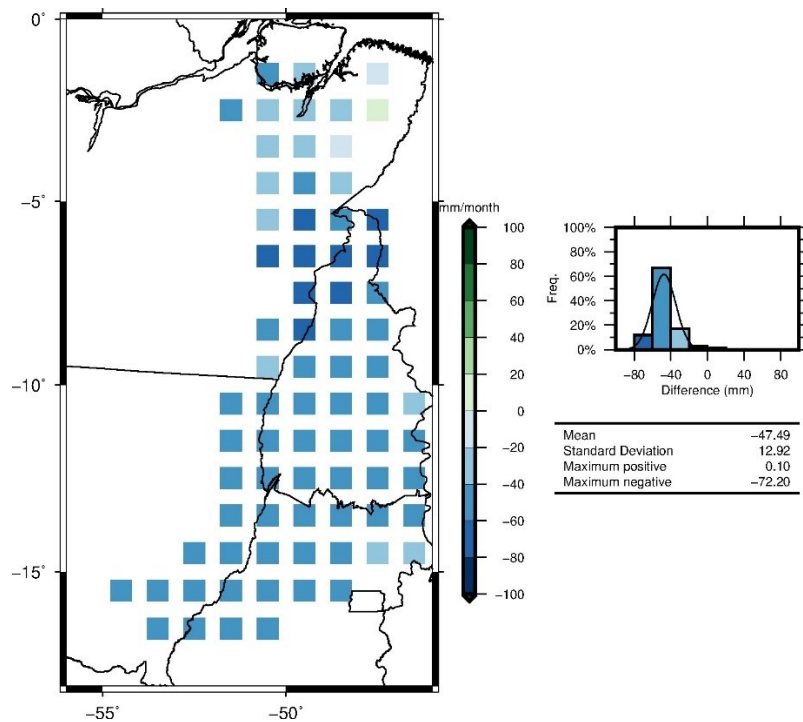 0°
−5°
−10°
−15°
−55°
−50°
mm/month
100
80
60
40
20
0
−20
−40
−60
−80
−100
100%
80%
60%
40%
20%
0%
Freq.
−80 −40 0 40 80
Difference (mm)
Mean −47.49
Standard Deviation 12.92
Maximum positive 0.10
Maximum negative −72.20